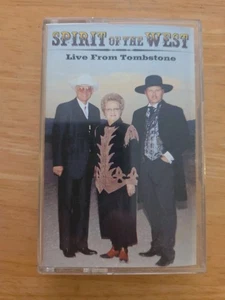 SPIRIT OF THE WEST
Live From Tombstone